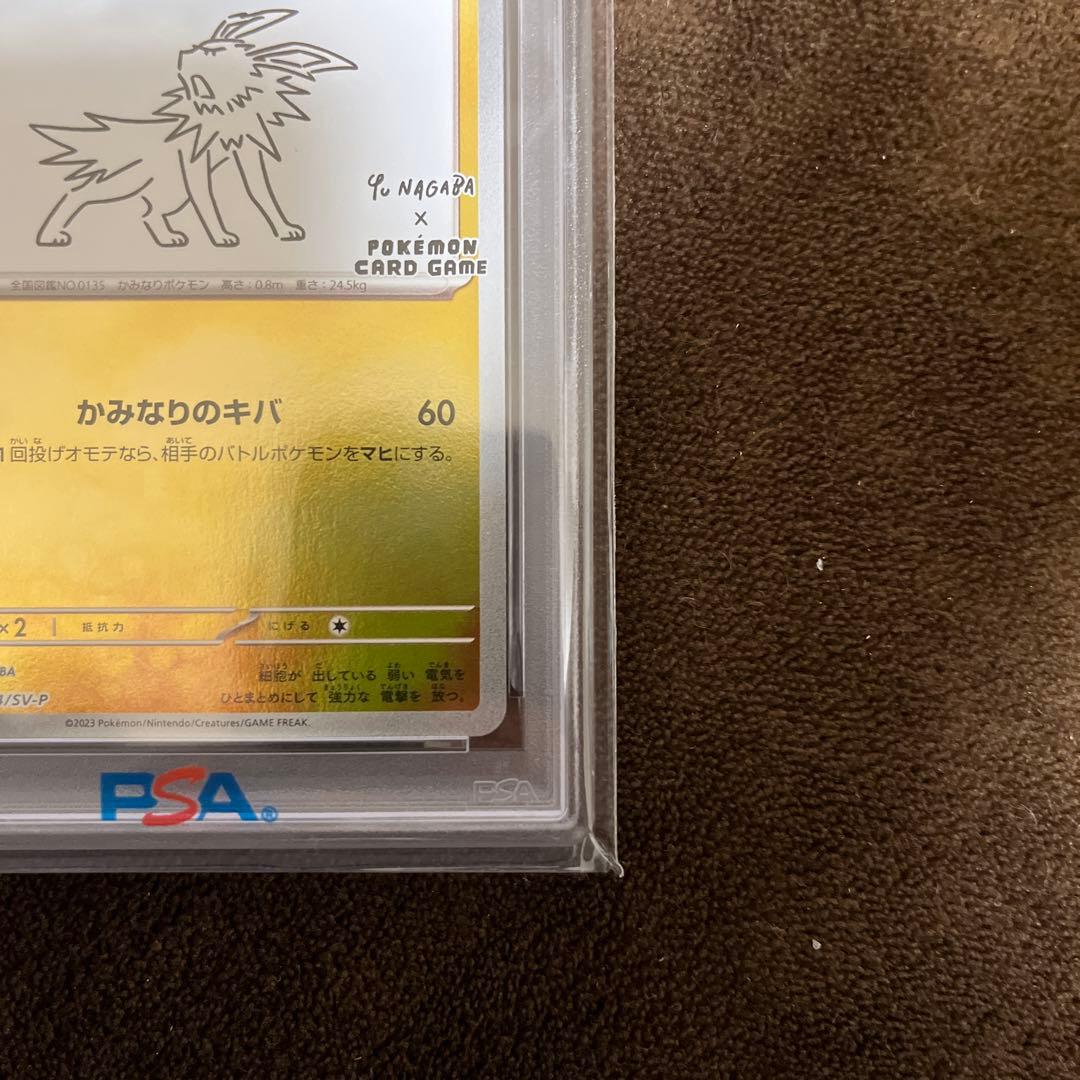 Yu NAGABA
X
POKÉMON
CARD GAME
全国図鑑NO.0135 かみなりポケモン 高さ：0.8m 重さ：24.5kg
かみなりのキバ 60
1回投げオモテなら、相手のバトルポケモンをマヒにする。
×2 抵抗力 にげる
細胞が 出している 弱い 電気を
ひとまとめにして 強力な 電撃を 放つ。
BA
/SV-P
©2023 Pokémon/Nintendo/Creatures/GAME FREAK.
PSA®
PSA